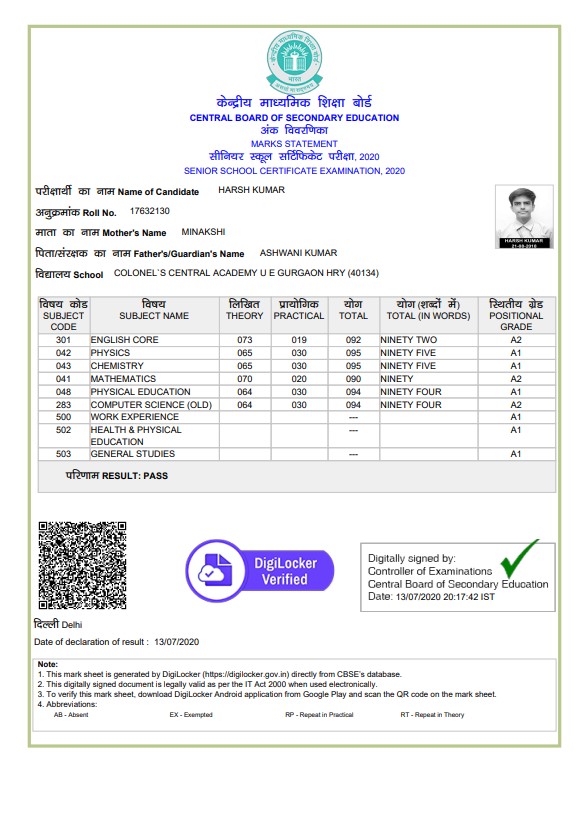 केन्द्रीय माध्यमिक शिक्षा बोर्ड
भारत
केन्द्रीय माध्यमिक शिक्षा बोर्ड
CENTRAL BOARD OF SECONDARY EDUCATION
अंक विवरणिका
MARKS STATEMENT
सीनियर स्कूल सर्टिफिकेट परीक्षा, 2020
SENIOR SCHOOL CERTIFICATE EXAMINATION, 2020
परीक्षार्थी का नाम Name of Candidate HARSH KUMAR
अनुक्रमांक Roll No. 17632130
माता का नाम Mother's Name MINAKSHI
पिता/संरक्षक का नाम Father's/Guardian's Name ASHWANI KUMAR
विद्यालय School COLONEL`S CENTRAL ACADEMY U E GURGAON HRY (40134)
HARSH KUMAR
21-08-2018
विषय कोड विषय लिखित प्रायोगिक योग योग (शब्दों में) स्थितीय ग्रेड
SUBJECT CODE SUBJECT NAME THEORY PRACTICAL TOTAL TOTAL (IN WORDS) POSITIONAL GRADE
301 ENGLISH CORE 073 019 092 NINETY TWO A2
042 PHYSICS 065 030 095 NINETY FIVE A1
043 CHEMISTRY 065 030 095 NINETY FIVE A1
041 MATHEMATICS 070 020 090 NINETY A2
048 PHYSICAL EDUCATION 064 030 094 NINETY FOUR A1
283 COMPUTER SCIENCE (OLD) 064 030 094 NINETY FOUR A2
500 WORK EXPERIENCE --- A1
502 HEALTH & PHYSICAL EDUCATION --- A1
503 GENERAL STUDIES --- A1
परिणाम RESULT: PASS
DigiLocker
Verified
Digitally signed by:
Controller of Examinations
Central Board of Secondary Education
Date: 13/07/2020 20:17:42 IST
दिल्ली Delhi
Date of declaration of result : 13/07/2020
Note:
1. This mark sheet is generated by DigiLocker (https://digilocker.gov.in) directly from CBSE's database.
2. This digitally signed document is legally valid as per the IT Act 2000 when used electronically.
3. To verify this mark sheet, download DigiLocker Android application from Google Play and scan the QR code on the mark sheet.
4. Abbreviations:
AB - Absent EX - Exempted RP - Repeat in Practical RT - Repeat in Theory